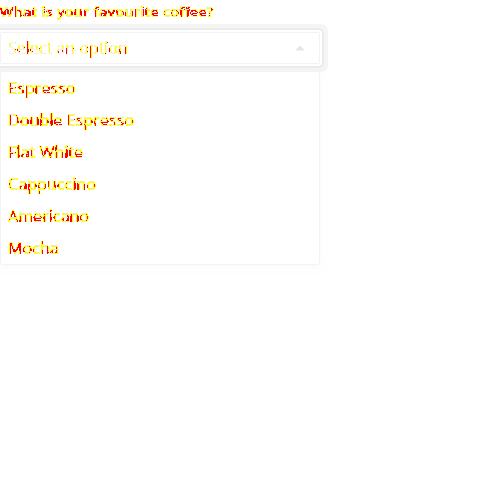 What is your favourite coffee?
Select an option
Espresso
Double Espresso
Flat White
Cappuccino
Americano
Mocha